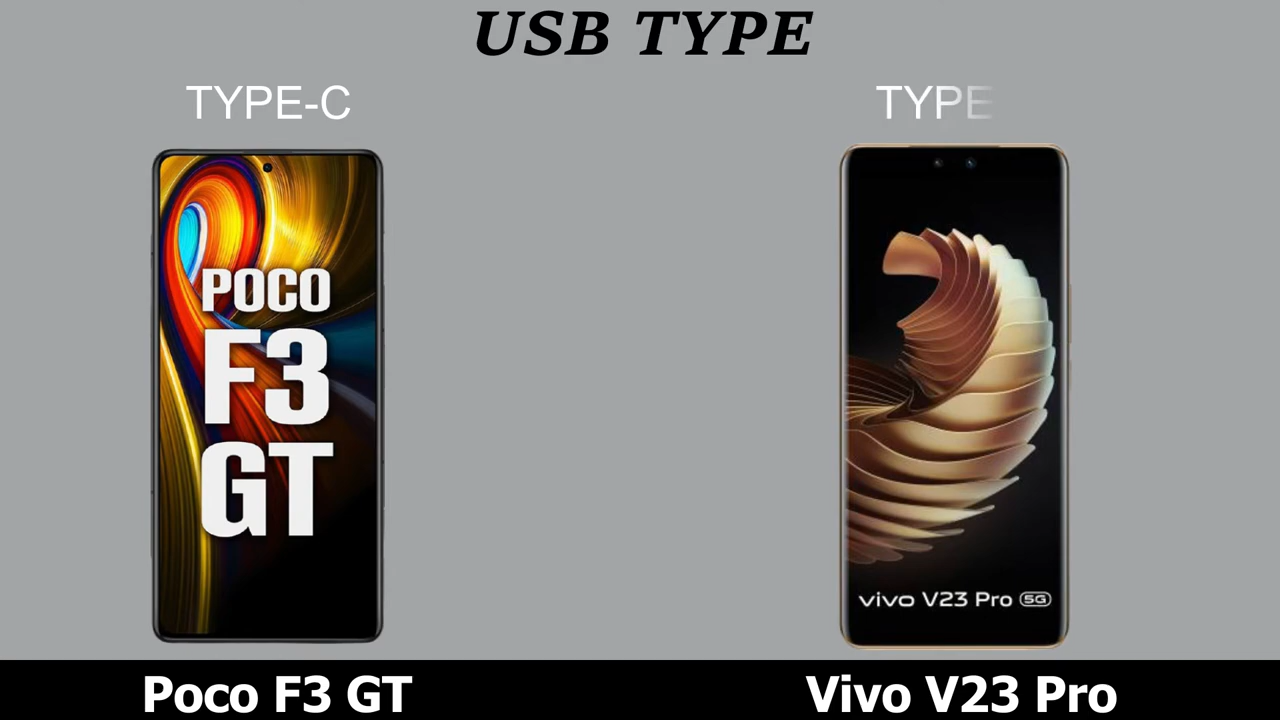 USB TYPE
TYPE-C
TYPE
POCO
F3
GT
vivo V23 Pro 5G
Poco F3 GT
Vivo V23 Pro